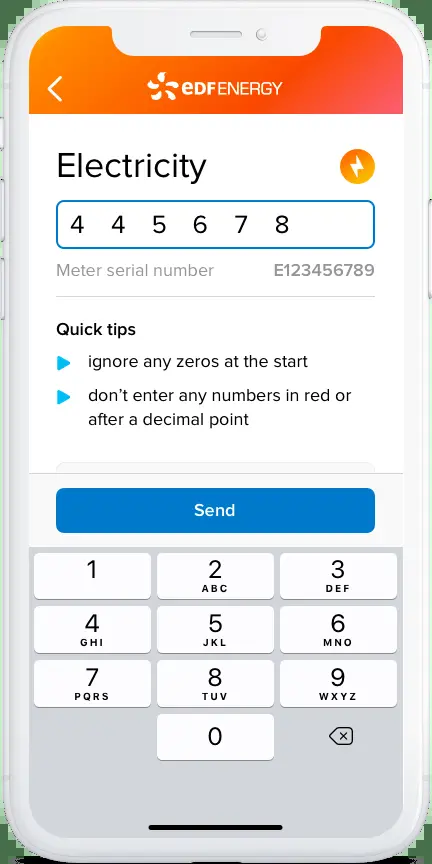 eDF ENERGY
Electricity
4 4 5 6 7 8
Meter serial number E123456789
Quick tips
ignore any zeros at the start
don’t enter any numbers in red or
after a decimal point
Send
1 2 3
ABC DEF
4 5 6
GHI JKL MNO
7 8 9
PQRS TUV WXYZ
0